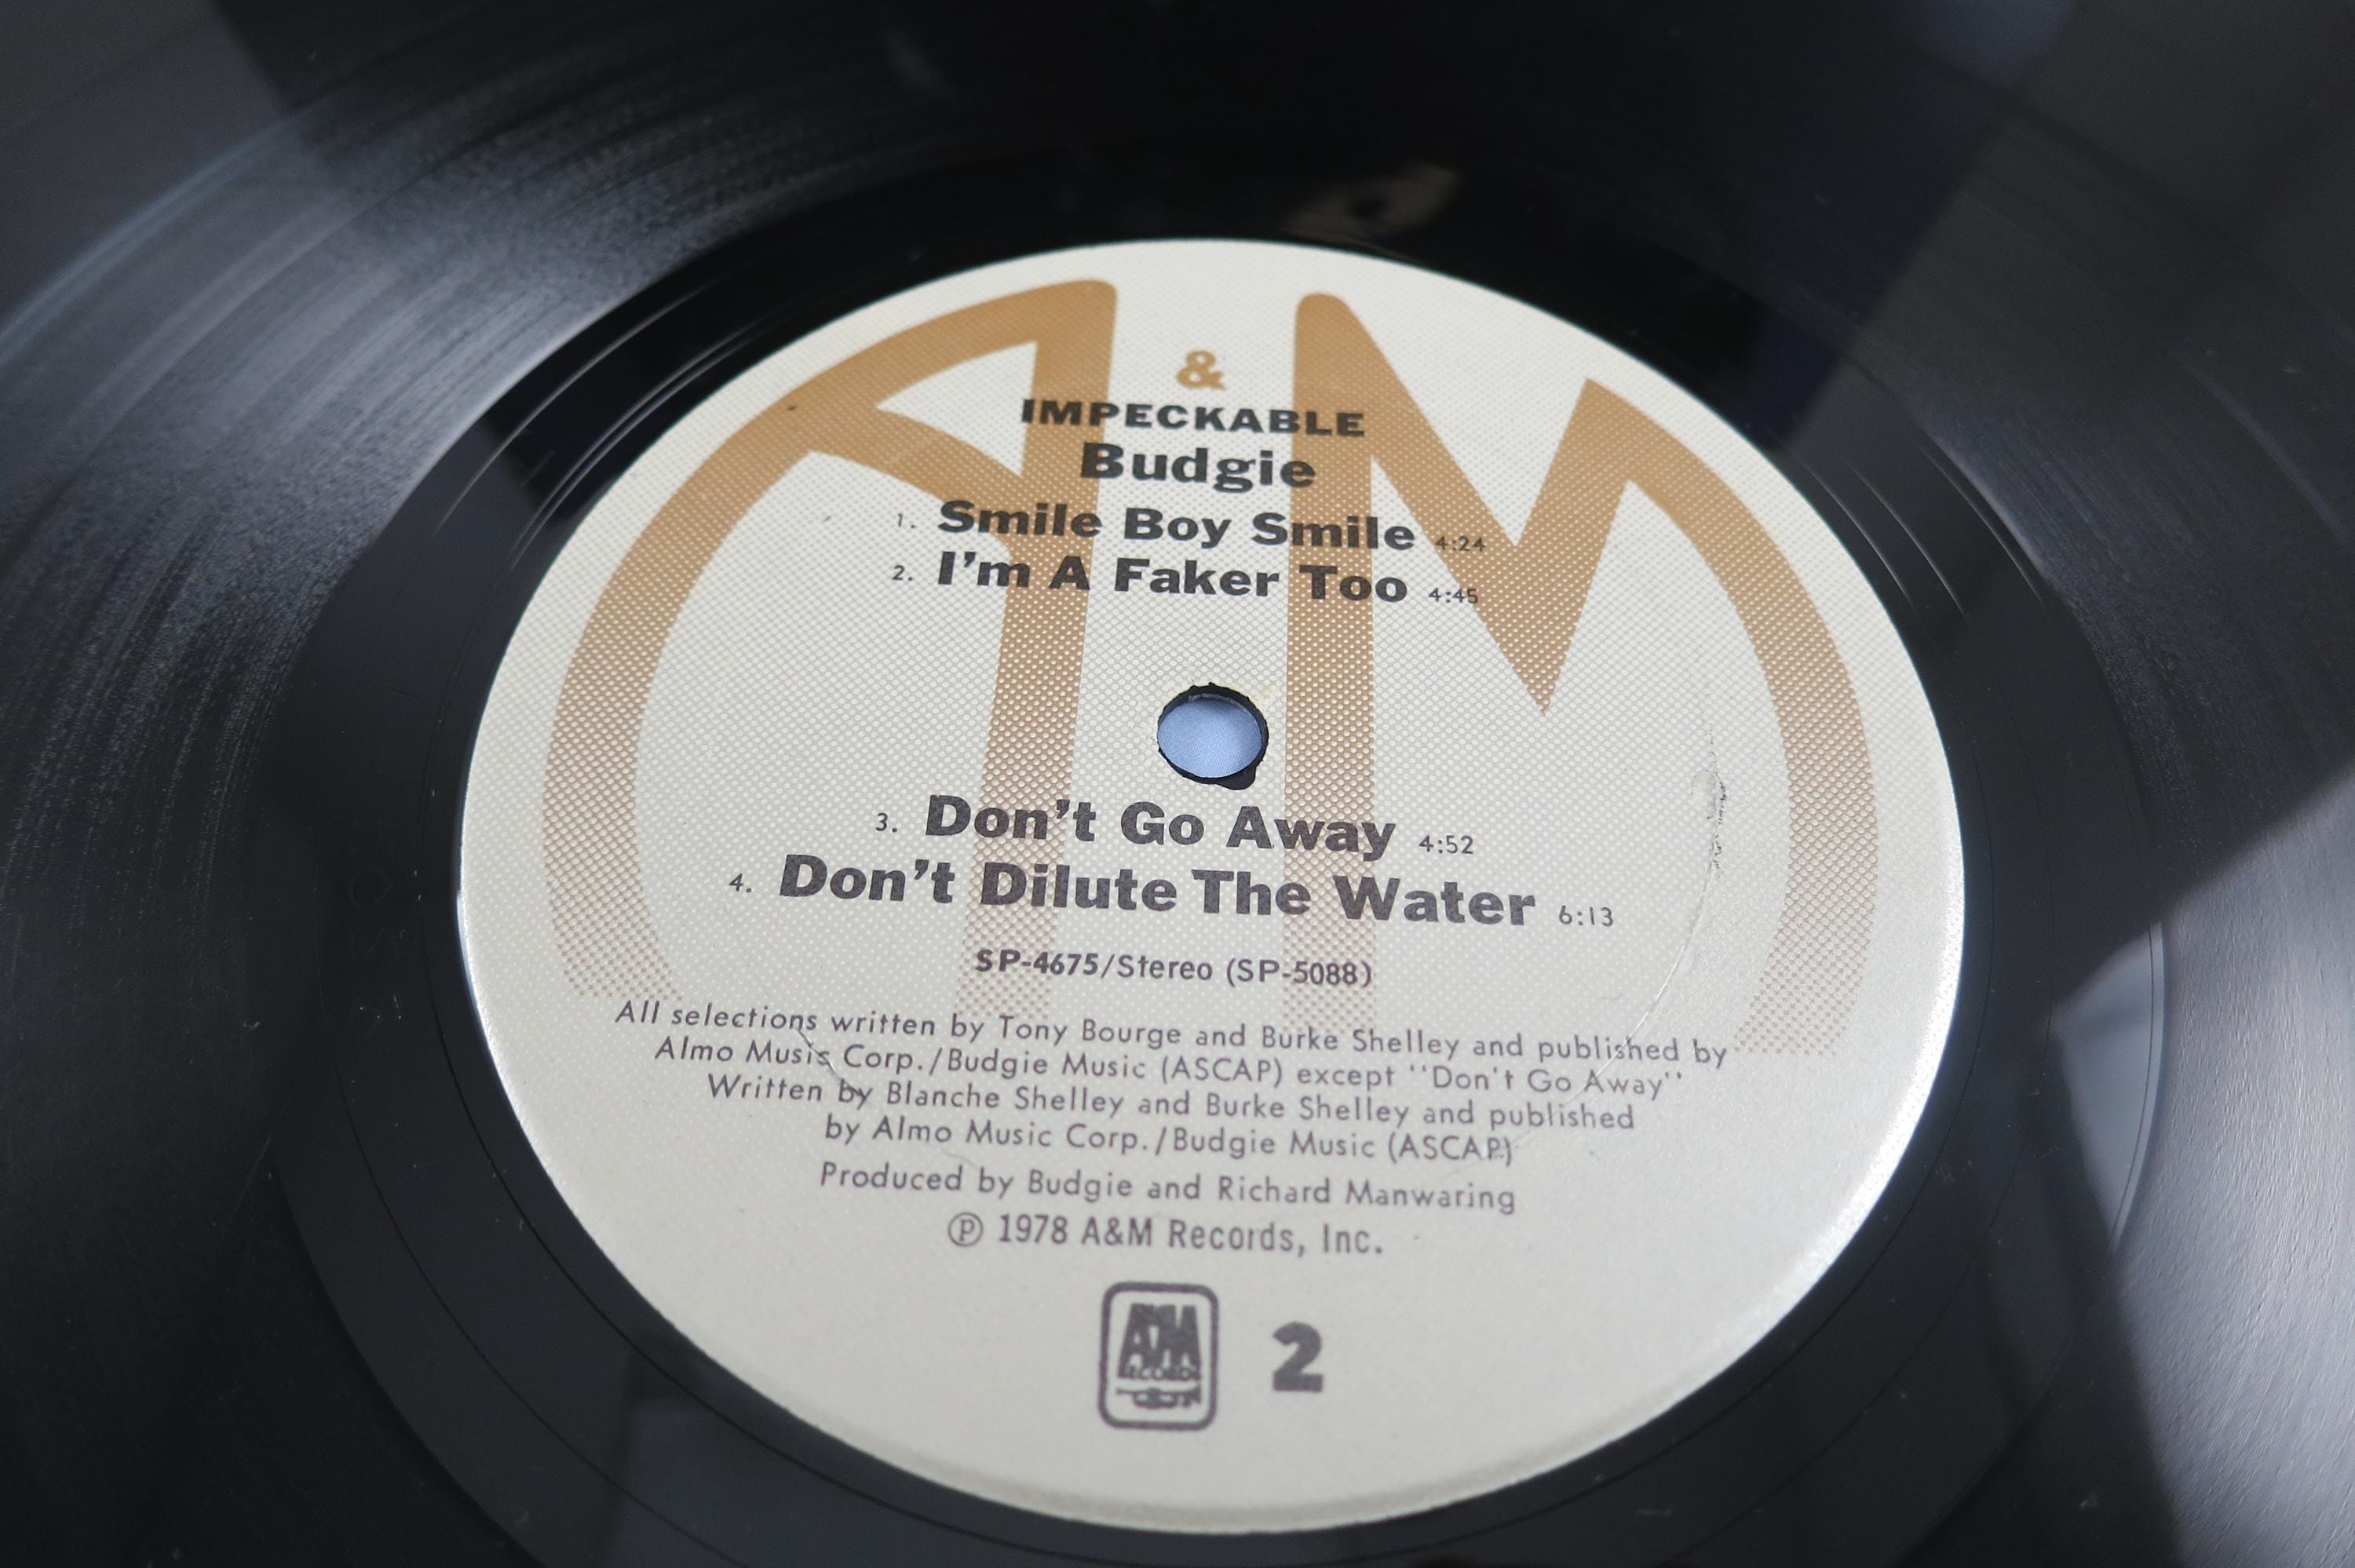 A & M
IMPECKABLE
Budgie
1. Smile Boy Smile 4:24
2. I'm A Faker Too 4:45
3. Don't Go Away 4:52
4. Don't Dilute The Water 6:13
SP-4675/Stereo (SP-5088)
All selections written by Tony Bourge and Burke Shelley and published by
Almo Music Corp./Budgie Music (ASCAP) except ''Don't Go Away''
Written by Blanche Shelley and Burke Shelley and published
by Almo Music Corp./Budgie Music (ASCAP)
Produced by Budgie and Richard Manwaring
℗ 1978 A&M Records, Inc.
A&M
RECORDS
2